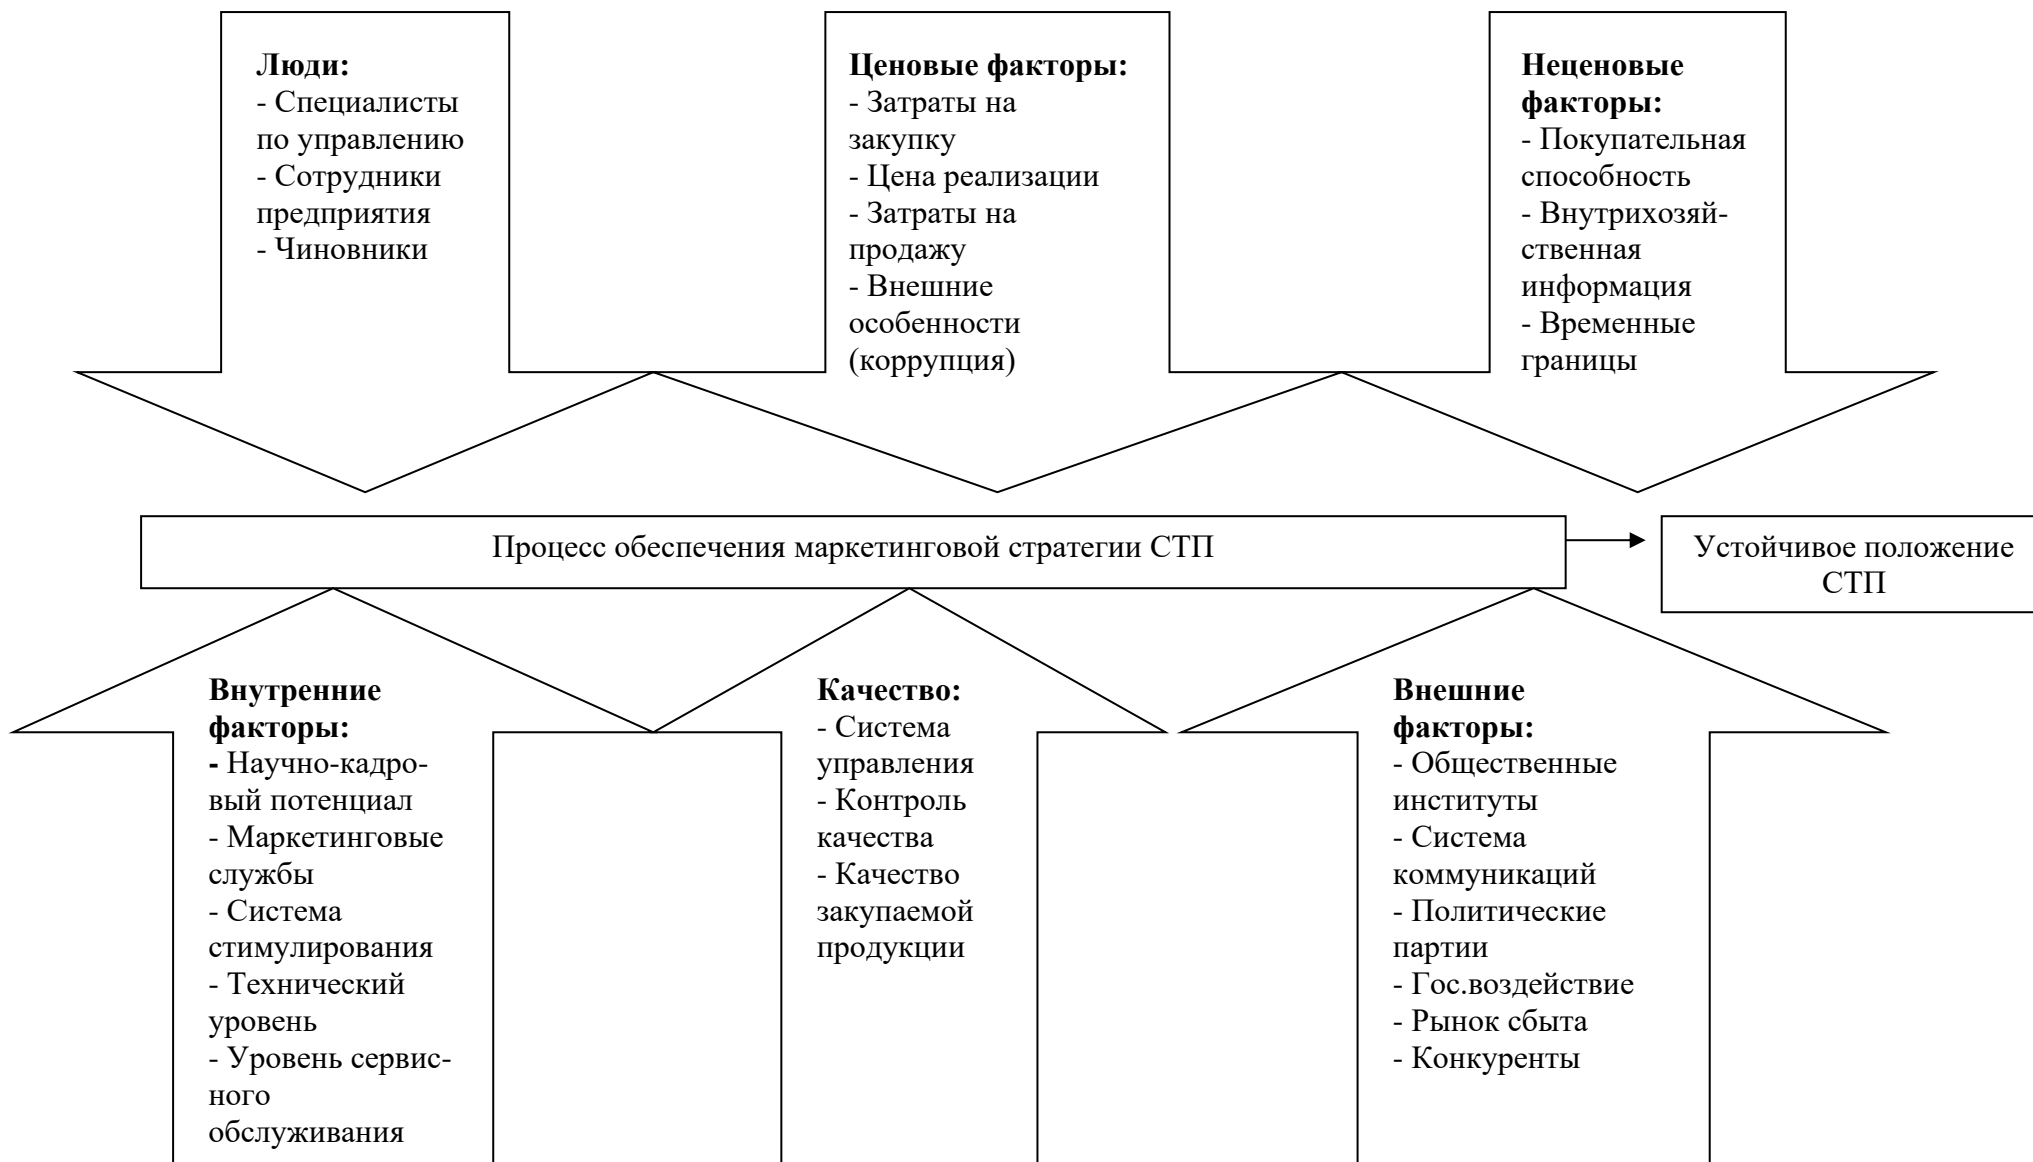 Люди:
- Специалисты
по управлению
- Сотрудники
предприятия
- Чиновники
Ценовые факторы:
- Затраты на
закупку
- Цена реализации
- Затраты на
продажу
- Внешние
особенности
(коррупция)
Неценовые
факторы:
- Покупательная
способность
- Внутрихозяй-
ственная
информация
- Временные
границы
Процесс обеспечения маркетинговой стратегии СТП
Устойчивое положение
СТП
Внутренние
факторы:
- Научно-кадро-
вый потенциал
- Маркетинговые
службы
- Система
стимулирования
- Технический
уровень
- Уровень сервис-
ного
обслуживания
Качество:
- Система
управления
- Контроль
качества
- Качество
закупаемой
продукции
Внешние
факторы:
- Общественные
институты
- Система
коммуникаций
- Политические
партии
- Гос.воздействие
- Рынок сбыта
- Конкуренты